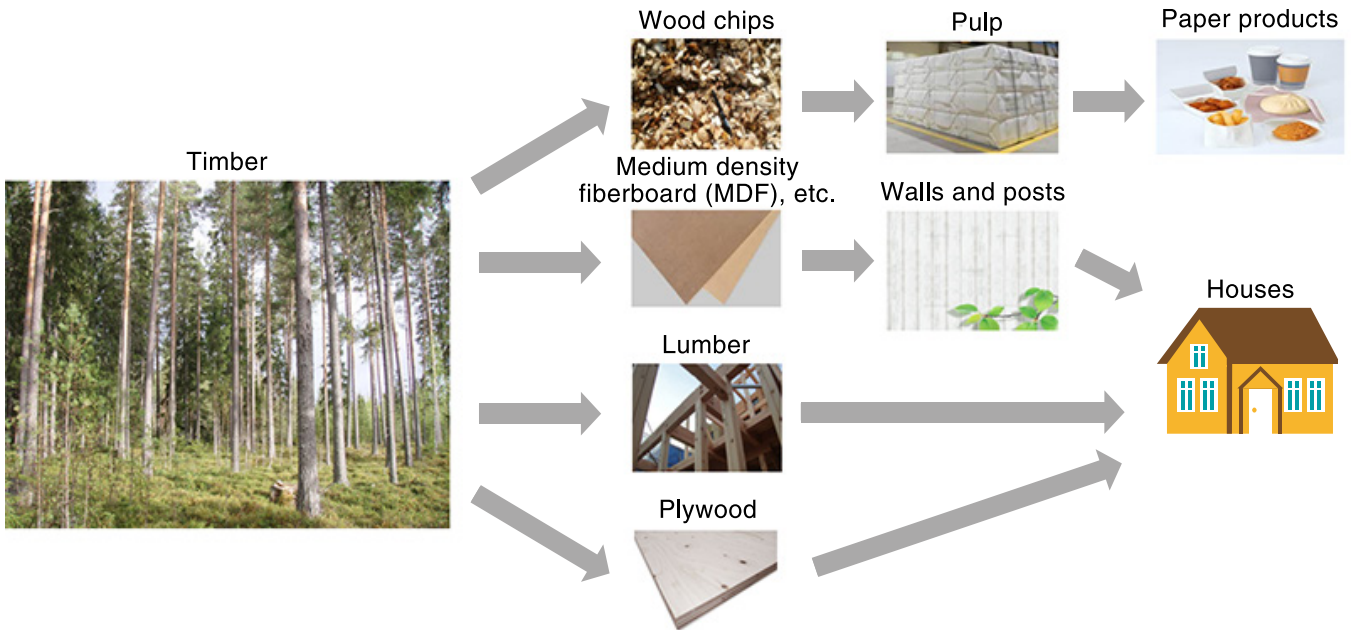 Wood chips
Pulp
Paper products
Timber
Medium density
fiberboard (MDF), etc.
Walls and posts
Houses
Lumber
Plywood